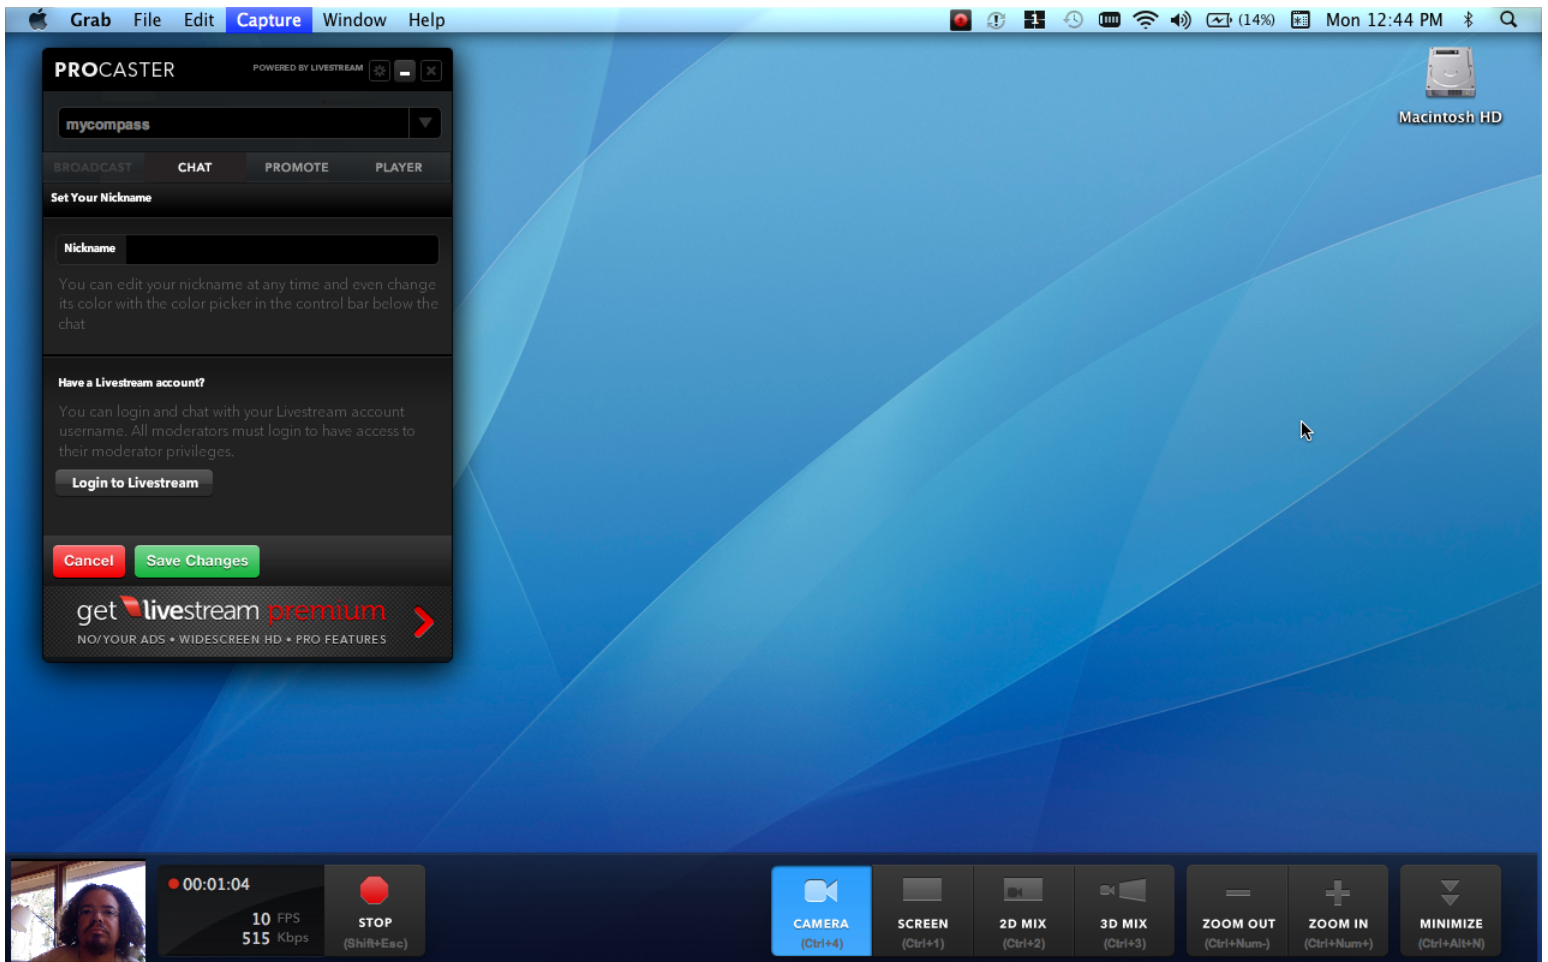 Grab File Edit Capture Window Help
1 (14%) Mon 12:44 PM
Macintosh HD
PROCASTER POWERED BY LIVESTREAM
mycompass
BROADCAST CHAT PROMOTE PLAYER
Set Your Nickname
Nickname
You can edit your nickname at any time and even change
its color with the color picker in the control bar below the
chat
Have a Livestream account?
You can login and chat with your Livestream account
username. All moderators must login to have access to
their moderator privileges.
Login to Livestream
Cancel Save Changes
get livestream premium
NO/YOUR ADS • WIDESCREEN HD • PRO FEATURES
00:01:04
10 FPS
515 Kbps
STOP
(Shift+Esc)
CAMERA SCREEN 2D MIX 3D MIX ZOOM OUT ZOOM IN MINIMIZE
(Ctrl+4) (Ctrl+1) (Ctrl+2) (Ctrl+3) (Ctrl+Num-) (Ctrl+Num+) (Ctrl+Alt+N)